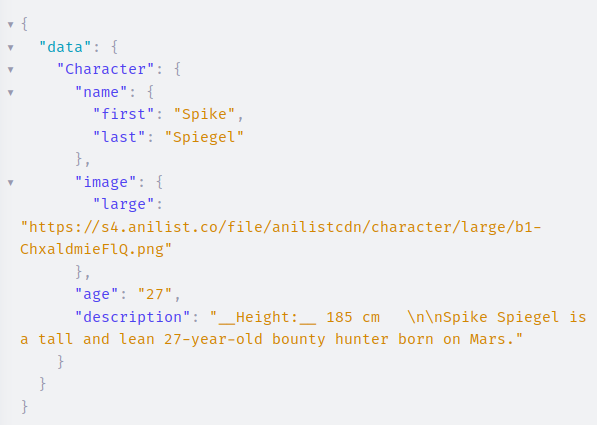 {
  "data": {
    "Character": {
      "name": {
        "first": "Spike",
        "last": "Spiegel"
      },
      "image": {
        "large":
"https://s4.anilist.co/file/anilistcdn/character/large/b1-
ChxaldmieFlQ.png"
      },
      "age": "27",
      "description": "__Height:__ 185 cm   \n\nSpike Spiegel is
a tall and lean 27-year-old bounty hunter born on Mars."
    }
  }
}